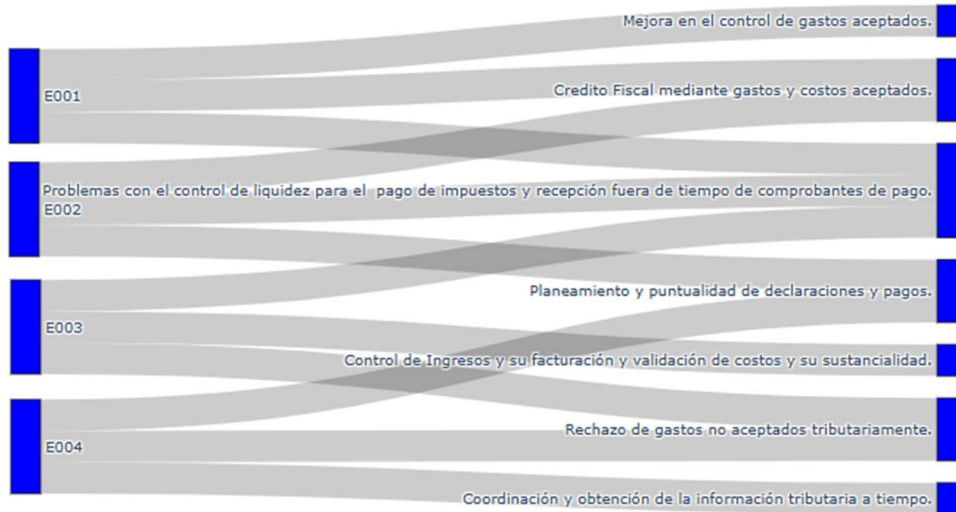 Mejora en el control de gastos aceptados.
Credito Fiscal mediante gastos y costos aceptados.
E001
Problemas con el control de liquidez para el  pago de impuestos y recepción fuera de tiempo de comprobantes de pago.
E002
Planeamiento y puntualidad de declaraciones y pagos.
E003
Control de Ingresos y su facturación y validación de costos y su sustancialidad.
Rechazo de gastos no aceptados tributariamente.
E004
Coordinación y obtención de la información tributaria a tiempo.